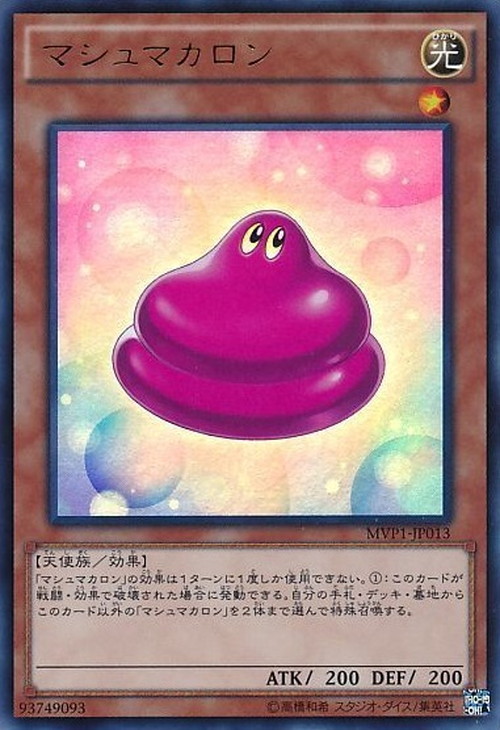 マシュマカロン
光
MVP1-JP013
【天使族／効果】
「マシュマカロン」の効果は１ターンに１度しか使用できない。①：このカードが
戦闘・効果で破壊された場合に発動できる。自分の手札・デッキ・墓地から
このカード以外の「マシュマカロン」を２体まで選んで特殊召喚する。
ATK/ 200 DEF/ 200
93749093
©高橋和希 スタジオ・ダイス/集英社